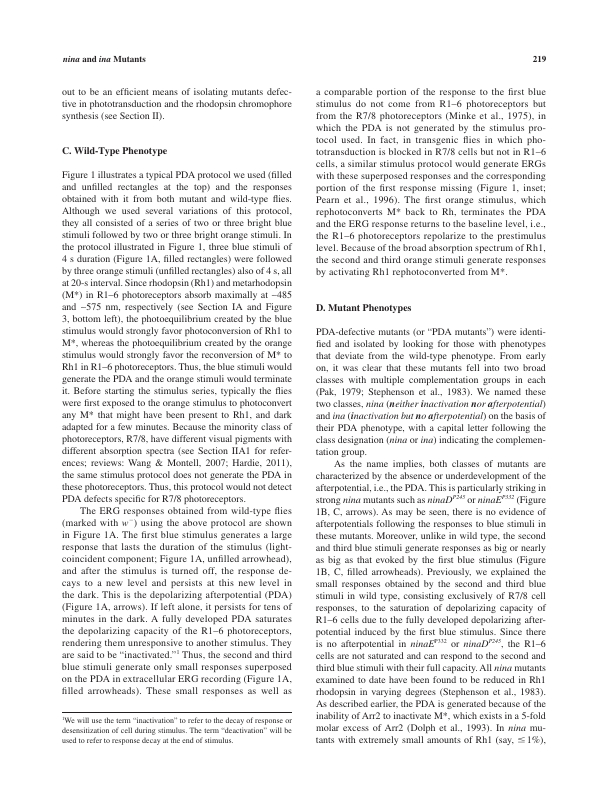 nina and ina Mutants 219
out to be an efficient means of isolating mutants defec-
tive in phototransduction and the rhodopsin chromophore
synthesis (see Section II).
C. Wild-Type Phenotype
Figure 1 illustrates a typical PDA protocol we used (filled
and unfilled rectangles at the top) and the responses
obtained with it from both mutant and wild-type flies.
Although we used several variations of this protocol,
they all consisted of a series of two or three bright blue
stimuli followed by two or three bright orange stimuli. In
the protocol illustrated in Figure 1, three blue stimuli of
4 s duration (Figure 1A, filled rectangles) were followed
by three orange stimuli (unfilled rectangles) also of 4 s, all
at 20-s interval. Since rhodopsin (Rh1) and metarhodopsin
(M*) in R1–6 photoreceptors absorb maximally at ~485
and ~575 nm, respectively (see Section IA and Figure
3, bottom left), the photoequilibrium created by the blue
stimulus would strongly favor photoconversion of Rh1 to
M*, whereas the photoequilibrium created by the orange
stimulus would strongly favor the reconversion of M* to
Rh1 in R1–6 photoreceptors. Thus, the blue stimuli would
generate the PDA and the orange stimuli would terminate
it. Before starting the stimulus series, typically the flies
were first exposed to the orange stimulus to photoconvert
any M* that might have been present to Rh1, and dark
adapted for a few minutes. Because the minority class of
photoreceptors, R7/8, have different visual pigments with
different absorption spectra (see Section IIA1 for refer-
ences; reviews: Wang & Montell, 2007; Hardie, 2011),
the same stimulus protocol does not generate the PDA in
these photoreceptors. Thus, this protocol would not detect
PDA defects specific for R7/8 photoreceptors.
The ERG responses obtained from wild-type flies
(marked with w⁻) using the above protocol are shown
in Figure 1A. The first blue stimulus generates a large
response that lasts the duration of the stimulus (light-
coincident component; Figure 1A, unfilled arrowhead),
and after the stimulus is turned off, the response de-
cays to a new level and persists at this new level in
the dark. This is the depolarizing afterpotential (PDA)
(Figure 1A, arrows). If left alone, it persists for tens of
minutes in the dark. A fully developed PDA saturates
the depolarizing capacity of the R1–6 photoreceptors,
rendering them unresponsive to another stimulus. They
are said to be “inactivated.”¹ Thus, the second and third
blue stimuli generate only small responses superposed
on the PDA in extracellular ERG recording (Figure 1A,
filled arrowheads). These small responses as well as
¹We will use the term “inactivation” to refer to the decay of response or
desensitization of cell during stimulus. The term “deactivation” will be
used to refer to response decay at the end of stimulus.
a comparable portion of the response to the first blue
stimulus do not come from R1–6 photoreceptors but
from the R7/8 photoreceptors (Minke et al., 1975), in
which the PDA is not generated by the stimulus pro-
tocol used. In fact, in transgenic flies in which pho-
totransduction is blocked in R7/8 cells but not in R1–6
cells, a similar stimulus protocol would generate ERGs
with these superposed responses and the corresponding
portion of the first response missing (Figure 1, inset;
Pearn et al., 1996). The first orange stimulus, which
rephotoconverts M* back to Rh, terminates the PDA
and the ERG response returns to the baseline level, i.e.,
the R1–6 photoreceptors repolarize to the prestimulus
level. Because of the broad absorption spectrum of Rh1,
the second and third orange stimuli generate responses
by activating Rh1 rephotoconverted from M*.
D. Mutant Phenotypes
PDA-defective mutants (or “PDA mutants”) were identi-
fied and isolated by looking for those with phenotypes
that deviate from the wild-type phenotype. From early
on, it was clear that these mutants fell into two broad
classes with multiple complementation groups in each
(Pak, 1979; Stephenson et al., 1983). We named these
two classes, nina (neither inactivation nor afterpotential)
and ina (inactivation but no afterpotential) on the basis of
their PDA phenotype, with a capital letter following the
class designation (nina or ina) indicating the complemen-
tation group.
As the name implies, both classes of mutants are
characterized by the absence or underdevelopment of the
afterpotential, i.e., the PDA. This is particularly striking in
strong nina mutants such as ninaD^P245 or ninaE^P332 (Figure
1B, C, arrows). As may be seen, there is no evidence of
afterpotentials following the responses to blue stimuli in
these mutants. Moreover, unlike in wild type, the second
and third blue stimuli generate responses as big or nearly
as big as that evoked by the first blue stimulus (Figure
1B, C, filled arrowheads). Previously, we explained the
small responses obtained by the second and third blue
stimuli in wild type, consisting exclusively of R7/8 cell
responses, to the saturation of depolarizing capacity of
R1–6 cells due to the fully developed depolarizing after-
potential induced by the first blue stimulus. Since there
is no afterpotential in ninaE^P332 or ninaD^P245, the R1–6
cells are not saturated and can respond to the second and
third blue stimuli with their full capacity. All nina mutants
examined to date have been found to be reduced in Rh1
rhodopsin in varying degrees (Stephenson et al., 1983).
As described earlier, the PDA is generated because of the
inability of Arr2 to inactivate M*, which exists in a 5-fold
molar excess of Arr2 (Dolph et al., 1993). In nina mu-
tants with extremely small amounts of Rh1 (say, ≤1%),